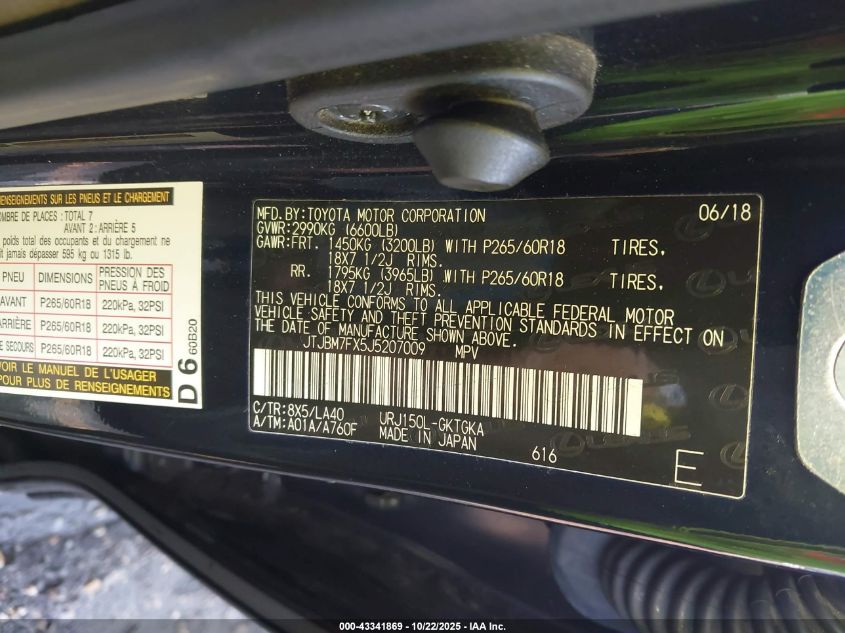 RENSEIGNEMENTS SUR LES PNEUS ET LE CHARGEMENT
NOMBRE DE PLACES : TOTAL 7
AVANT 2 : ARRIÈRE 5
poids total des occupants et du chargement ne
jamais dépasser 595 kg ou 1315 lb.
PNEU DIMENSIONS PRESSION DES PNEUS À FROID
AVANT P265/60R18 220kPa, 32PSI
ARRIÈRE P265/60R18 220kPa, 32PSI
SECOURS P265/60R18 220kPa, 32PSI
VOIR LE MANUEL DE L'USAGER
POUR PLUS DE RENSEIGNEMENTS
D 6 60B20
MFD.BY:TOYOTA MOTOR CORPORATION 06/18
GVWR:2990KG (6600LB)
GAWR:FRT. 1450KG (3200LB) WITH P265/60R18 TIRES,
18X7 1/2J RIMS.
RR. 1795KG (3965LB) WITH P265/60R18 TIRES,
18X7 1/2J RIMS.
THIS VEHICLE CONFORMS TO ALL APPLICABLE FEDERAL MOTOR
VEHICLE SAFETY AND THEFT PREVENTION STANDARDS IN EFFECT ON
THE DATE OF MANUFACTURE SHOWN ABOVE.
JTJBM7FX5J5207009 MPV
C/TR:8X5/LA40 URJ150L-GKTGKA
A/TM:A01A/A760F MADE IN JAPAN
616
E
000-43341869 - 10/22/2025 - IAA Inc.